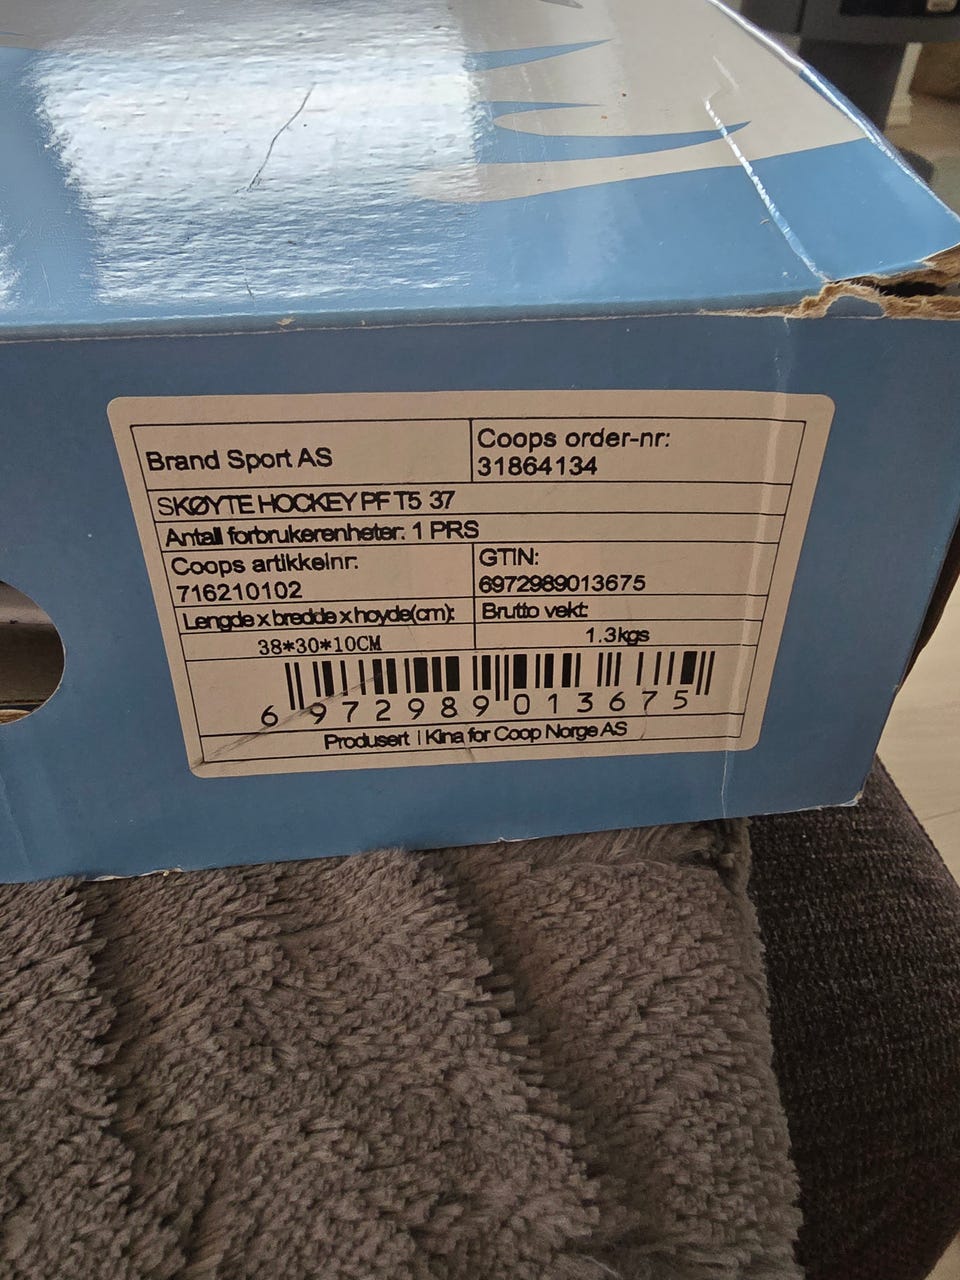 Brand Sport AS
Coops order-nr:
31864134
SKØYTE HOCKEY PF T5 37
Antall forbrukerenheter: 1 PRS
Coops artikkelnr:
716210102
GTIN:
6972989013675
Lengde x bredde x hoyde(cm):
38*30*10CM
Brutto vekt:
1.3kgs
6 972989 013675
Produsert I Kina for Coop Norge AS